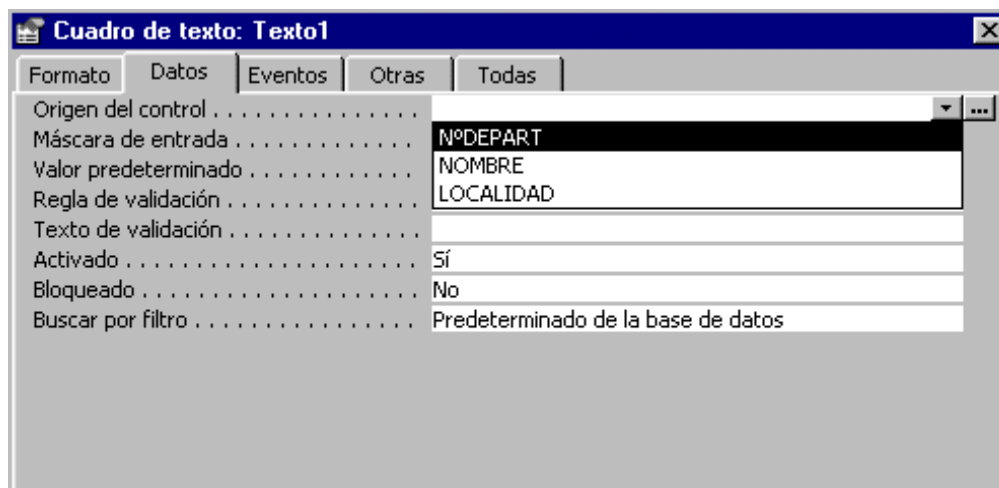 Cuadro de texto: Texto1
Formato Datos Eventos Otras Todas
Origen del control . . . . . . . . . . . . . . . . ...
NºDEPART
Máscara de entrada . . . . . . . . . . . . .
NOMBRE
Valor predeterminado . . . . . . . . . . . .
LOCALIDAD
Regla de validación . . . . . . . . . . . . . .
Texto de validación . . . . . . . . . . . . . .
Activado . . . . . . . . . . . . . . . . . . . . . . Sí
Bloqueado . . . . . . . . . . . . . . . . . . . . No
Buscar por filtro . . . . . . . . . . . . . . . . Predeterminado de la base de datos